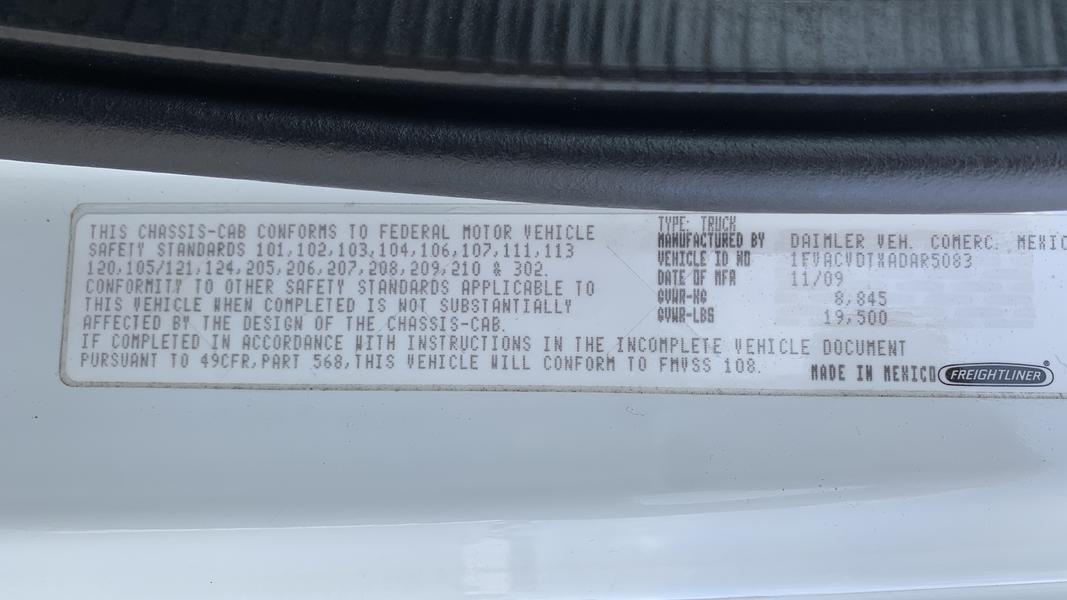 THIS CHASSIS-CAB CONFORMS TO FEDERAL MOTOR VEHICLE
SAFETY STANDARDS 101,102,103,104,106,107,111,113
120,105/121,124,205,206,207,208,209,210 & 302.
CONFORMITY TO OTHER SAFETY STANDARDS APPLICABLE TO
THIS VEHICLE WHEN COMPLETED IS NOT SUBSTANTIALLY
AFFECTED BY THE DESIGN OF THE CHASSIS-CAB.
IF COMPLETED IN ACCORDANCE WITH INSTRUCTIONS IN THE INCOMPLETE VEHICLE DOCUMENT
PURSUANT TO 49CFR,PART 568,THIS VEHICLE WILL CONFORM TO FMVSS 108.
TYPE: TRUCK
MANUFACTURED BY DAIMLER VEH. COMERC. MEXICO
VEHICLE ID NO 1FVACVDTXADAR5083
DATE OF MFR 11/09
GVWR-KG 8,845
GVWR-LBS 19,500
MADE IN MEXICO FREIGHTLINER®